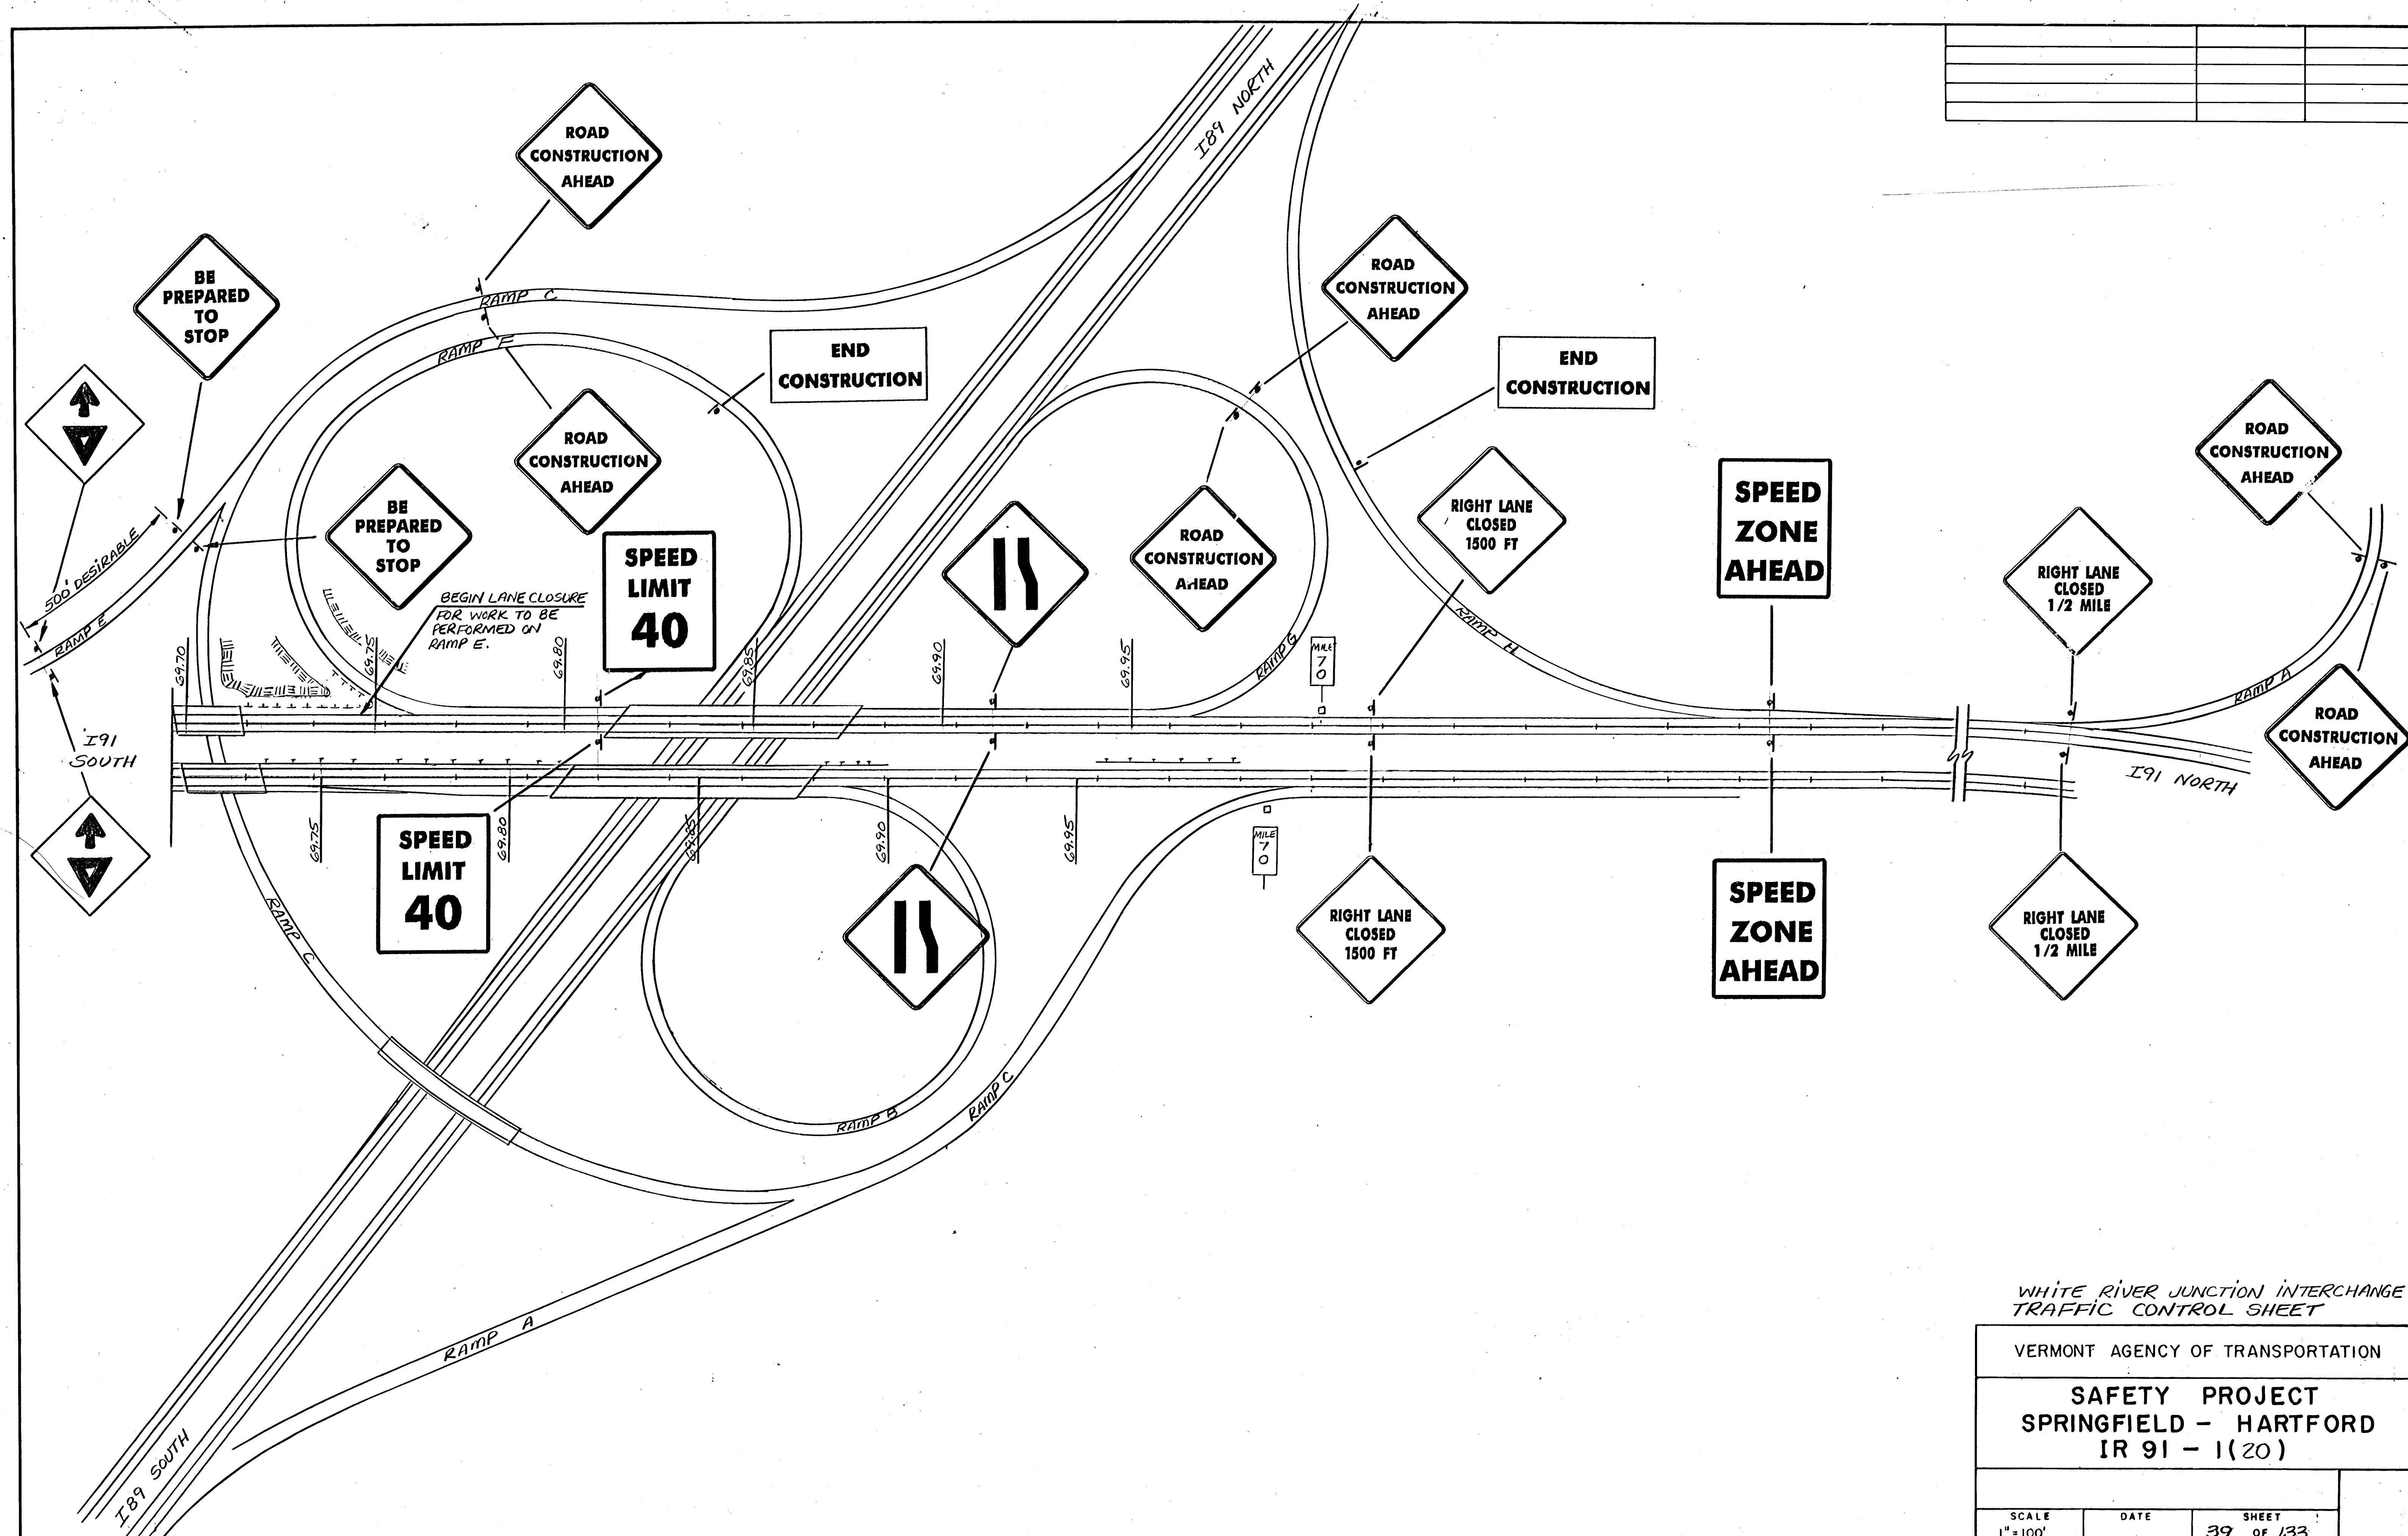 I89 NORTH
ROAD
CONSTRUCTION
AHEAD
BE
PREPARED
TO
STOP
RAMP C
RAMP F
END
CONSTRUCTION
ROAD
CONSTRUCTION
AHEAD
ROAD
CONSTRUCTION
AHEAD
END
CONSTRUCTION
ROAD
CONSTRUCTION
AHEAD
BE
PREPARED
TO
STOP
500' DESIRABLE
RAMP E
BEGIN LANE CLOSURE
FOR WORK TO BE
PERFORMED ON
RAMP E.
SPEED
LIMIT
40
ROAD
CONSTRUCTION
AHEAD
RIGHT LANE
CLOSED
1500 FT
SPEED
ZONE
AHEAD
RIGHT LANE
CLOSED
1/2 MILE
RAMP G
RAMP H
RAMP A
69.70
69.75
69.80
69.85
69.90
69.95
MILE
7
0
ROAD
CONSTRUCTION
AHEAD
I91
SOUTH
I91 NORTH
69.75
69.80
69.85
69.90
69.95
MILE
7
0
SPEED
LIMIT
40
RIGHT LANE
CLOSED
1500 FT
SPEED
ZONE
AHEAD
RIGHT LANE
CLOSED
1/2 MILE
RAMP C
RAMP B
RAMP C
RAMP A
I89 SOUTH
WHITE RIVER JUNCTION INTERCHANGE
TRAFFIC CONTROL SHEET
VERMONT AGENCY OF TRANSPORTATION
SAFETY PROJECT
SPRINGFIELD - HARTFORD
IR 91 - 1(20)
SCALE DATE SHEET
1"=100' 39 OF 133